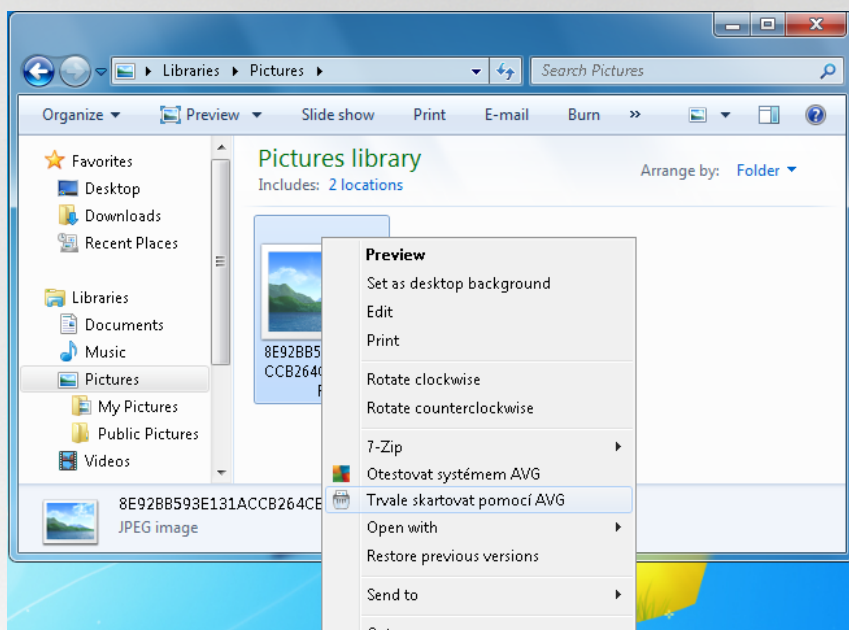 Libraries Pictures
Search Pictures
Organize Preview Slide show Print E-mail Burn »
Favorites
Desktop
Downloads
Recent Places
Libraries
Documents
Music
Pictures
My Pictures
Public Pictures
Videos
Pictures library
Includes: 2 locations
Arrange by: Folder
8E92BB5
CCB264
Preview
Set as desktop background
Edit
Print
Rotate clockwise
Rotate counterclockwise
7-Zip
Otestovat systémem AVG
Trvale skartovat pomocí AVG
Open with
Restore previous versions
Send to
8E92BB593E131ACCB264CE
JPEG image